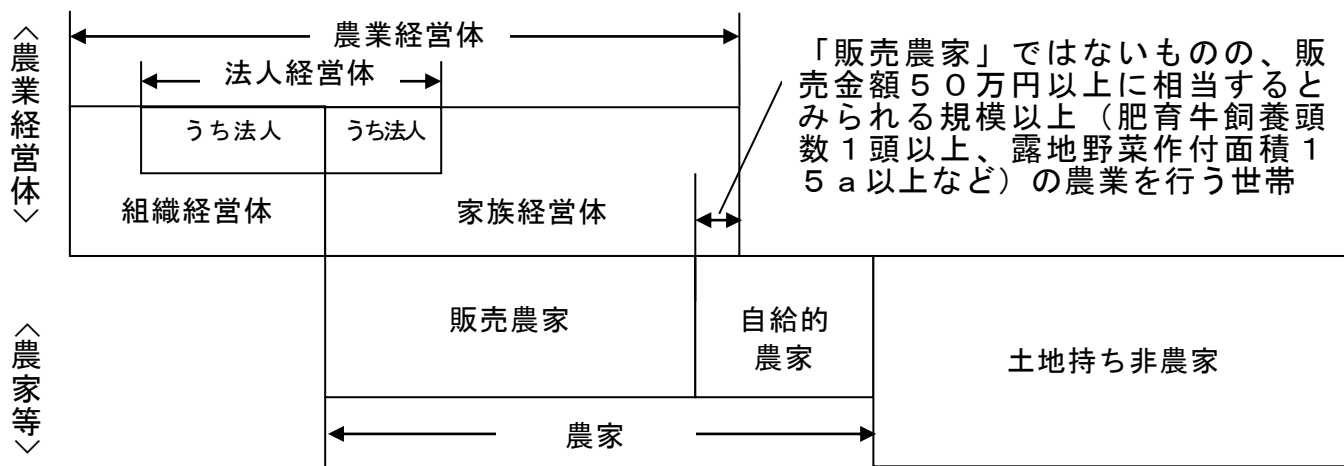 〈農業経営体〉
農業経営体
法人経営体
うち法人
うち法人
組織経営体
家族経営体
「販売農家」ではないものの、販
売金額５０万円以上に相当すると
みられる規模以上（肥育牛飼養頭
数１頭以上、露地野菜作付面積１
５ａ以上など）の農業を行う世帯
〈農家等〉
販売農家
自給的
農家
土地持ち非農家
農家